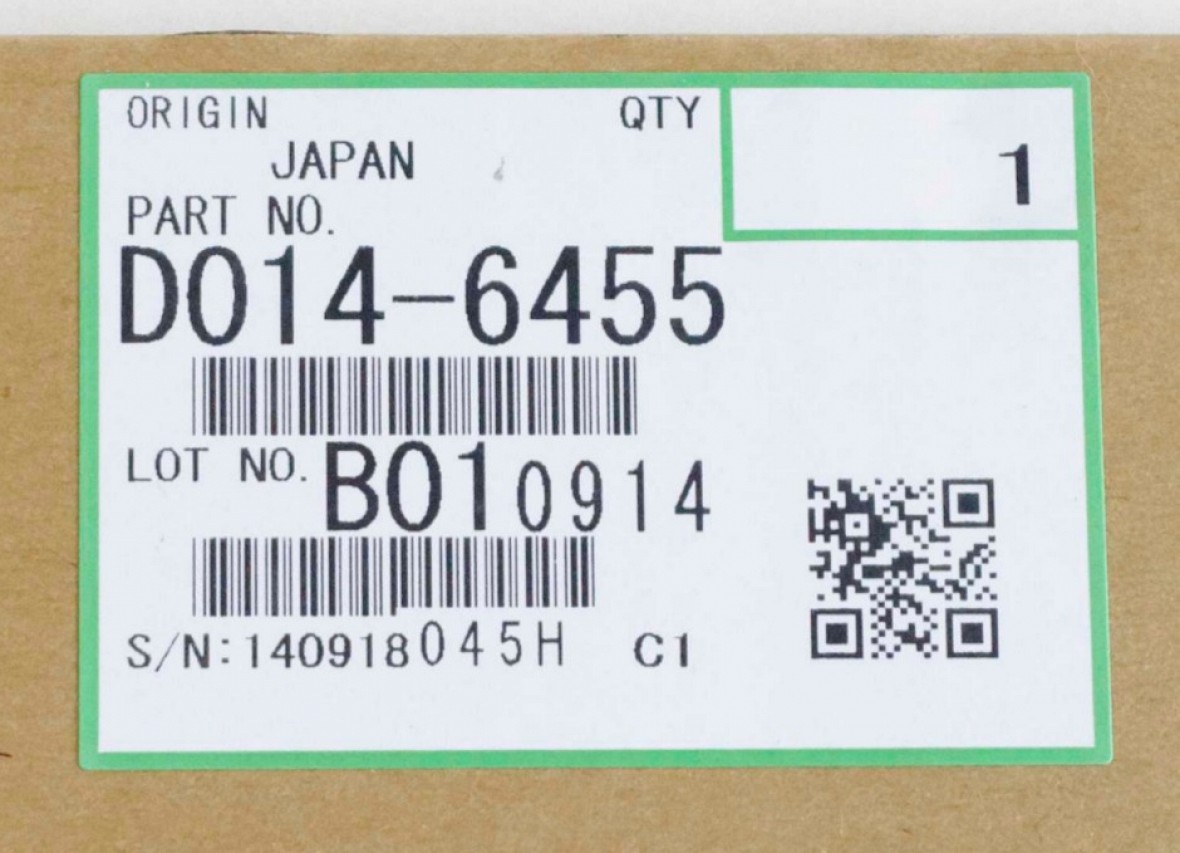 ORIGIN QTY
JAPAN 1
PART NO.
D014-6455
LOT NO. B010914
S/N:140918045H C1